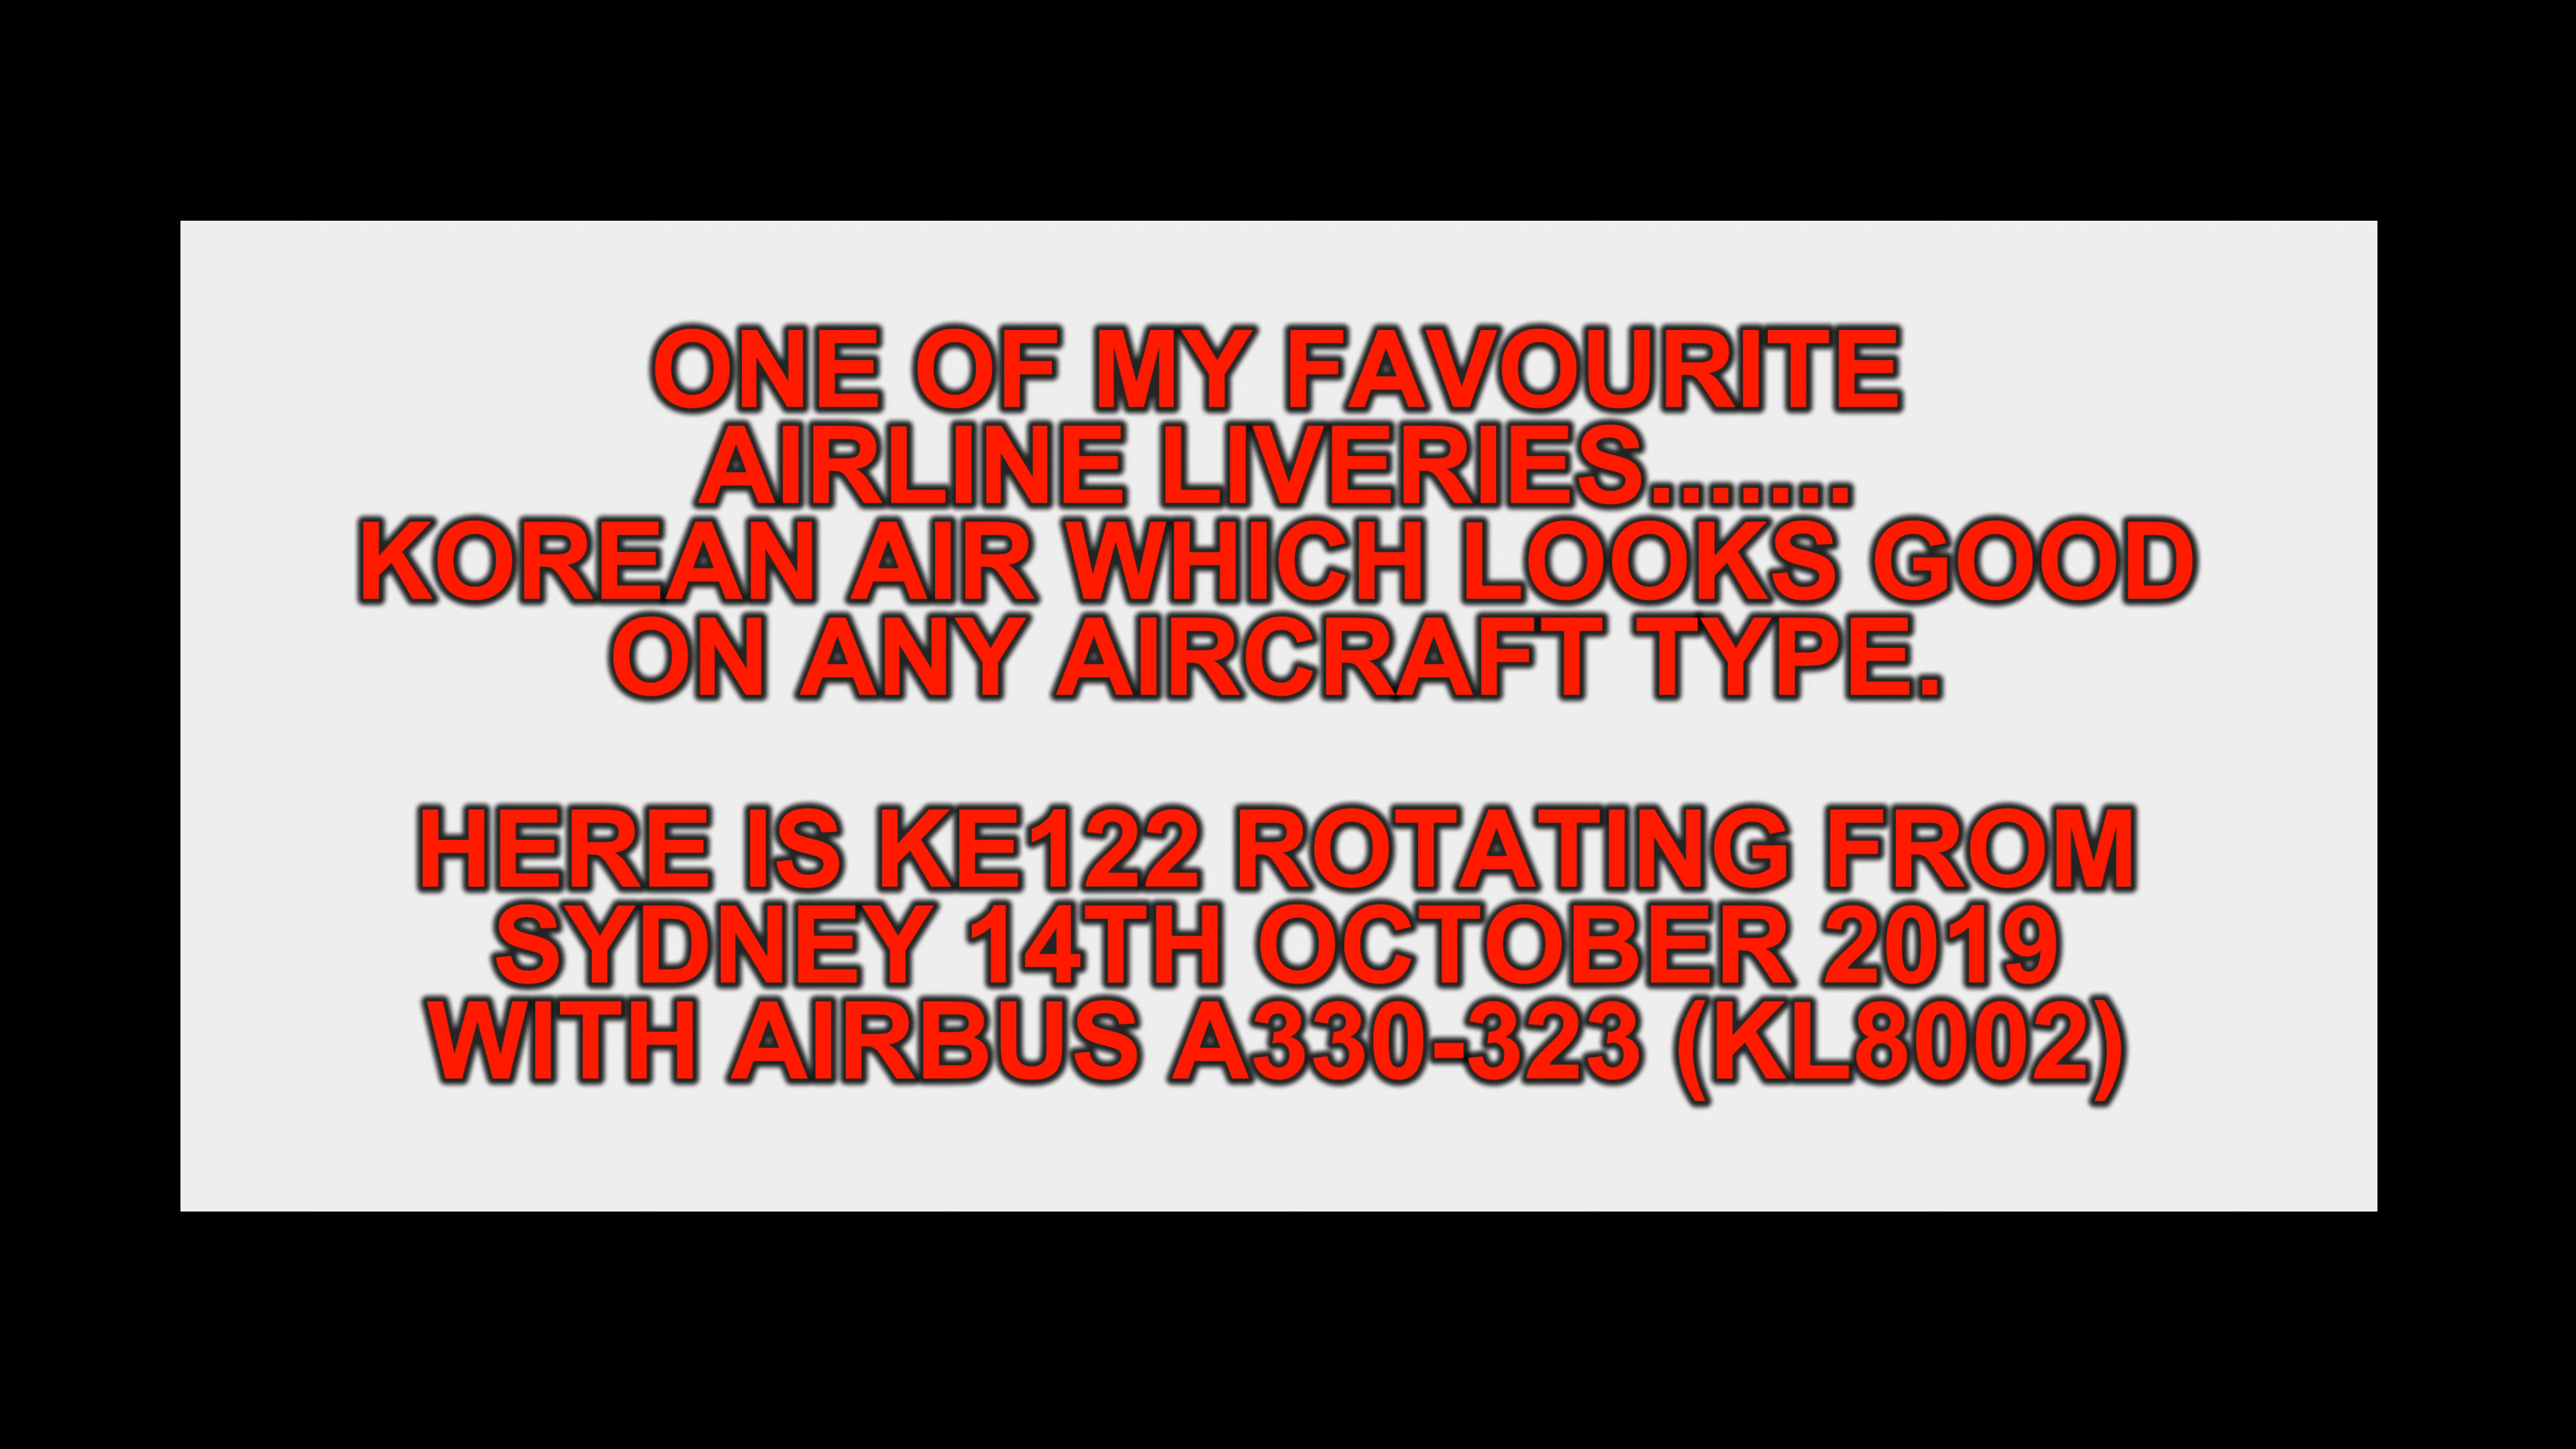 ONE OF MY FAVOURITE
AIRLINE LIVERIES.......
KOREAN AIR WHICH LOOKS GOOD
ON ANY AIRCRAFT TYPE.
HERE IS KE122 ROTATING FROM
SYDNEY 14TH OCTOBER 2019
WITH AIRBUS A330-323 (KL8002)